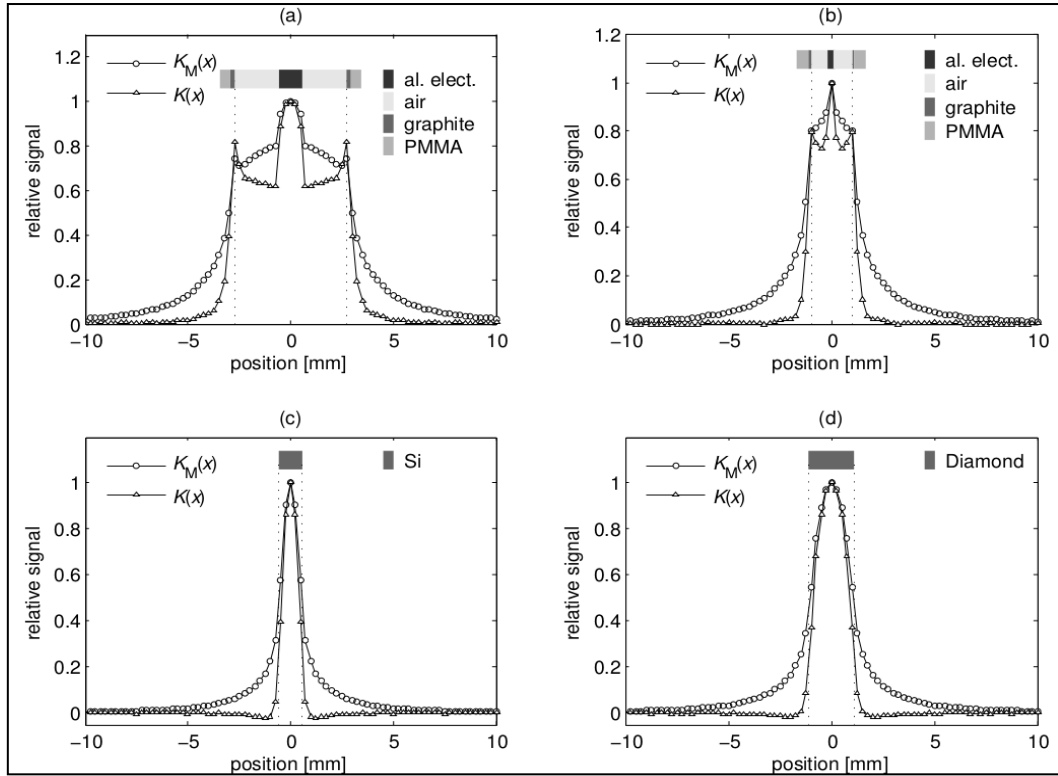 (a)
K_M(x)
K(x)
al. elect.
air
graphite
PMMA
relative signal
1.2
1
0.8
0.6
0.4
0.2
0
−10
−5
0
5
10
position [mm]
(b)
K_M(x)
K(x)
al. elect.
air
graphite
PMMA
relative signal
1.2
1
0.8
0.6
0.4
0.2
0
−10
−5
0
5
10
position [mm]
(c)
K_M(x)
K(x)
Si
relative signal
1
0.8
0.6
0.4
0.2
0
−10
−5
0
5
10
position [mm]
(d)
K_M(x)
K(x)
Diamond
relative signal
1
0.8
0.6
0.4
0.2
0
−10
−5
0
5
10
position [mm]